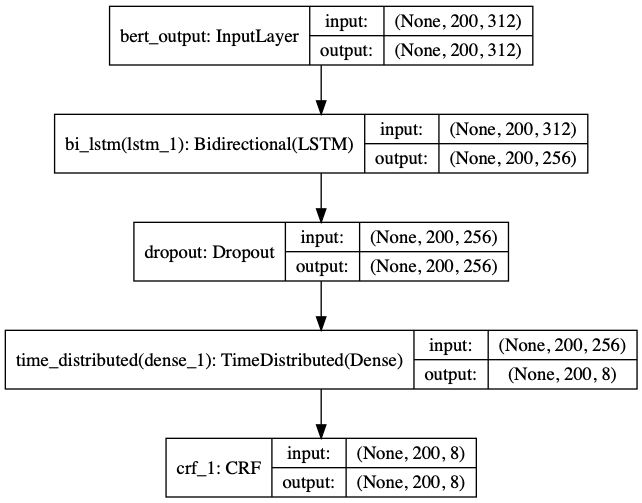 bert_output: InputLayer
input: (None, 200, 312)
output: (None, 200, 312)
bi_lstm(lstm_1): Bidirectional(LSTM)
input: (None, 200, 312)
output: (None, 200, 256)
dropout: Dropout
input: (None, 200, 256)
output: (None, 200, 256)
time_distributed(dense_1): TimeDistributed(Dense)
input: (None, 200, 256)
output: (None, 200, 8)
crf_1: CRF
input: (None, 200, 8)
output: (None, 200, 8)